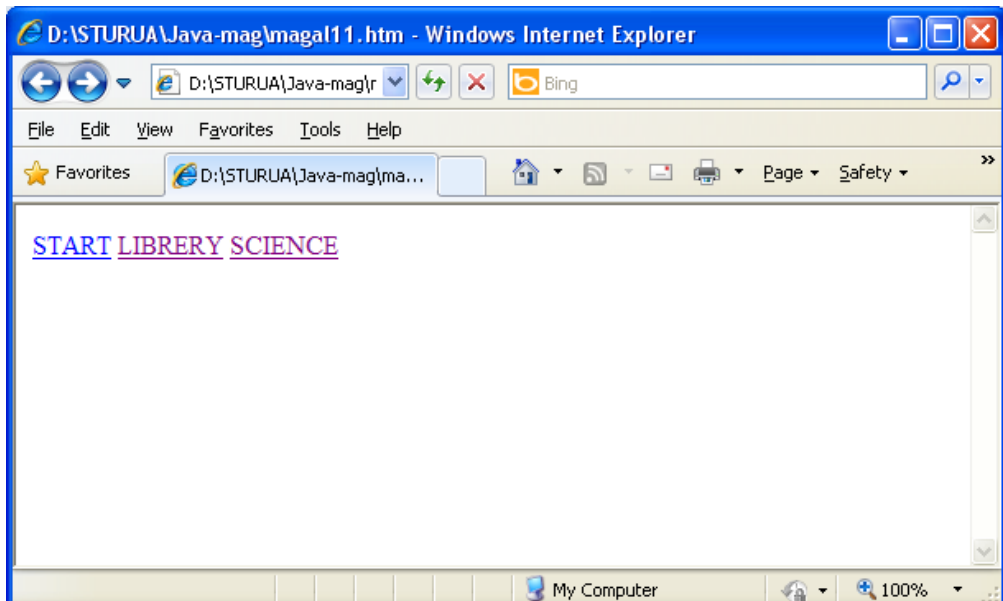 D:\STURUA\Java-mag\magal11.htm - Windows Internet Explorer
D:\STURUA\Java-mag\r Bing
File Edit View Favorites Tools Help
Favorites D:\STURUA\Java-mag\ma... Page Safety »
START LIBRERY SCIENCE
My Computer 100%